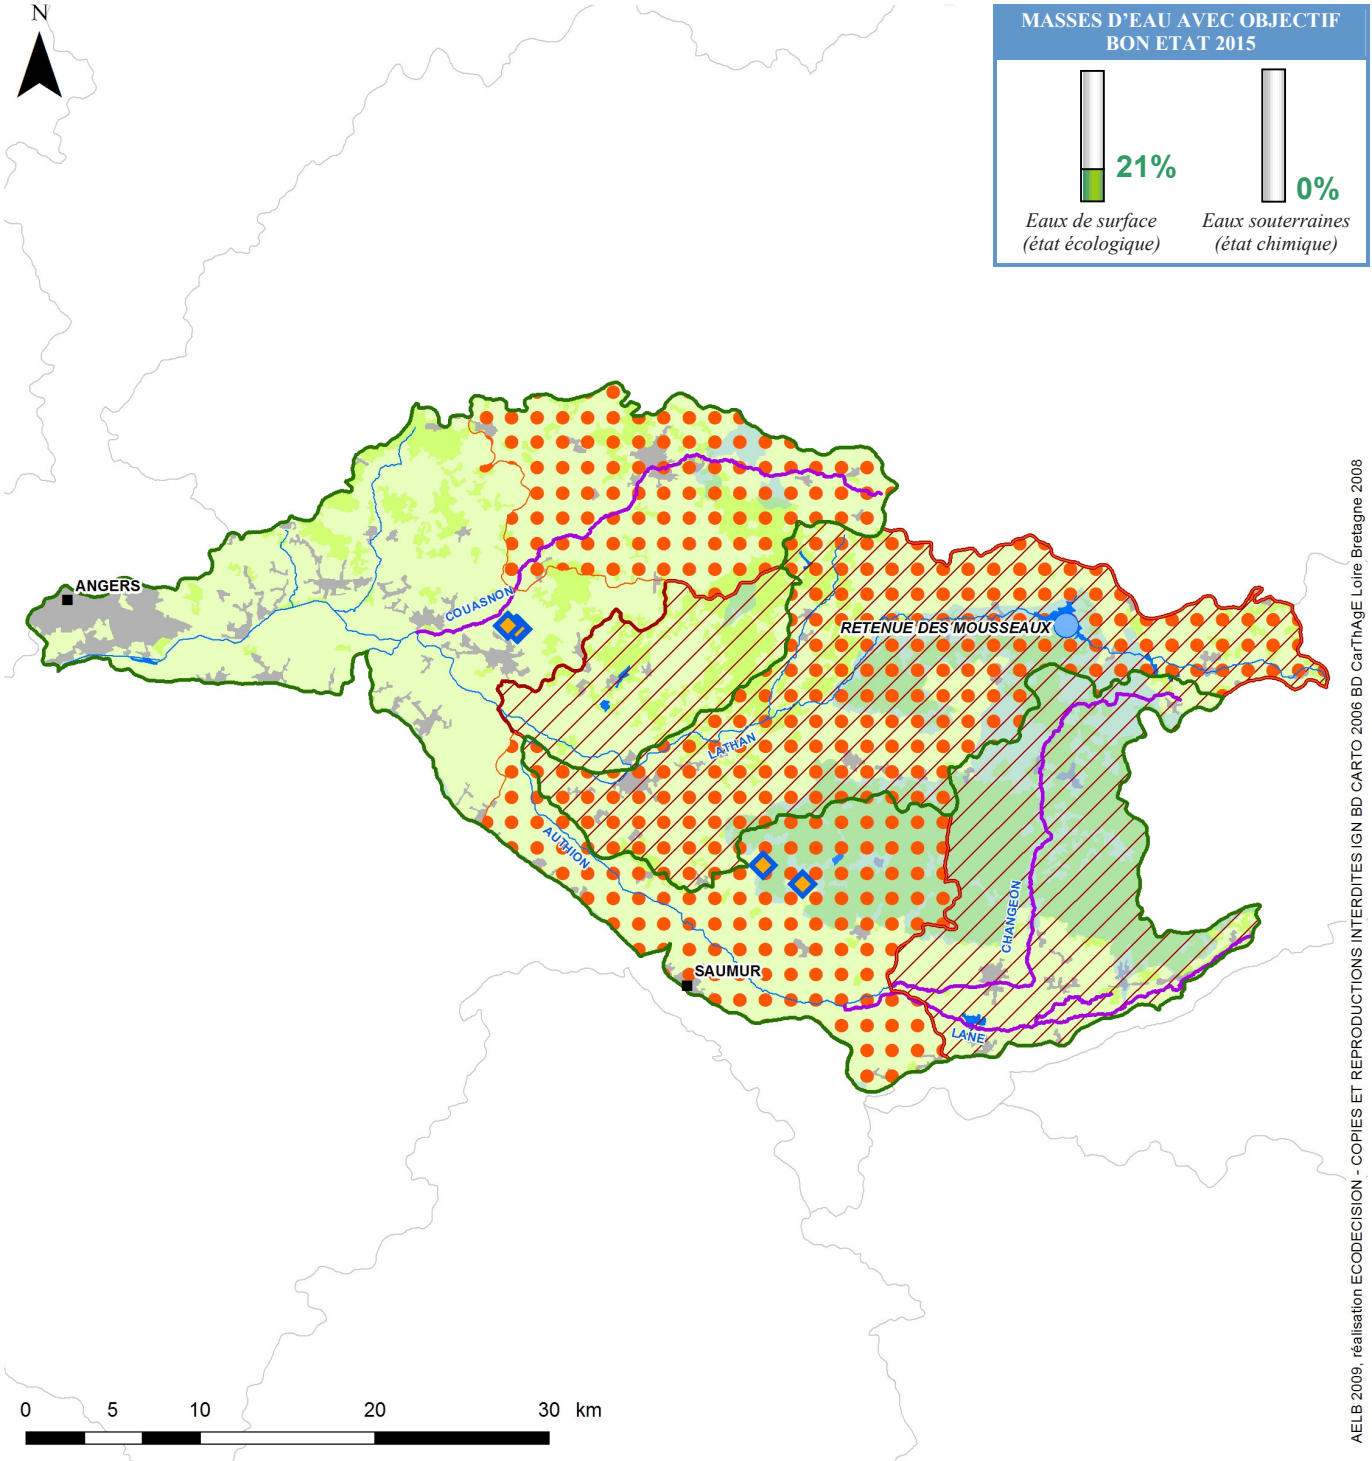 N
MASSES D'EAU AVEC OBJECTIF
BON ETAT 2015
21%
0%
Eaux de surface
(état écologique)
Eaux souterraines
(état chimique)
ANGERS
COUASNON
RETENUE DES MOUSSEAUX
LATHAN
AUTHION
CHANGEON
SAUMUR
LANE
0 5 10 20 30 km
AELB 2009, réalisation ECODECISION - COPIES ET REPRODUCTIONS INTERDITES IGN BD CARTO 2006 BD CarThAgE Loire Bretagne 2008